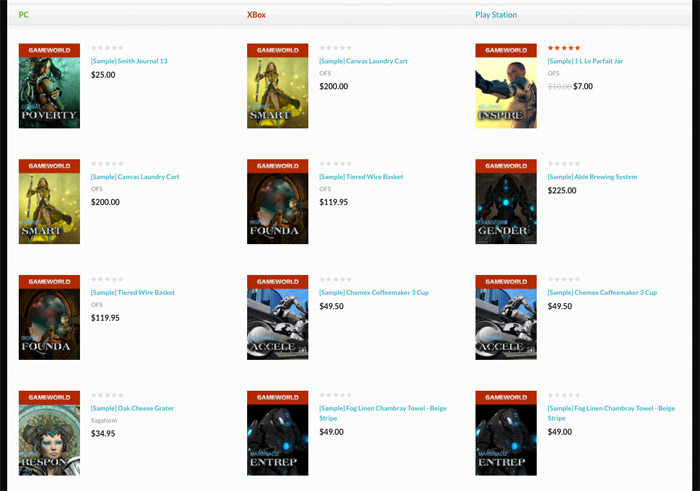 PC
XBox
Play Station
GAMEWORLD
POVERTY
[Sample] Smith Journal 13
$25.00
GAMEWORLD
SMART
[Sample] Canvas Laundry Cart
OFS
$200.00
GAMEWORLD
MILLENNI
INSPIRE
[Sample] 1 L Le Parfait Jar
OFS
$10.00 $7.00
GAMEWORLD
SMART
[Sample] Canvas Laundry Cart
OFS
$200.00
GAMEWORLD
FOUNDA
[Sample] Tiered Wire Basket
OFS
$119.95
GAMEWORLD
TRANSFORM
GENDER
[Sample] Able Brewing System
$225.00
GAMEWORLD
FOUNDA
[Sample] Tiered Wire Basket
OFS
$119.95
GAMEWORLD
ACCELE
[Sample] Chemex Coffeemaker 3 Cup
$49.50
GAMEWORLD
ACCELE
[Sample] Chemex Coffeemaker 3 Cup
$49.50
GAMEWORLD
RESPON
[Sample] Oak Cheese Grater
Sagaform
$34.95
GAMEWORLD
MARGINALIZ
ENTREP
[Sample] Fog Linen Chambray Towel - Beige
Stripe
$49.00
GAMEWORLD
MARGINALIZ
ENTREP
[Sample] Fog Linen Chambray Towel - Beige
Stripe
$49.00